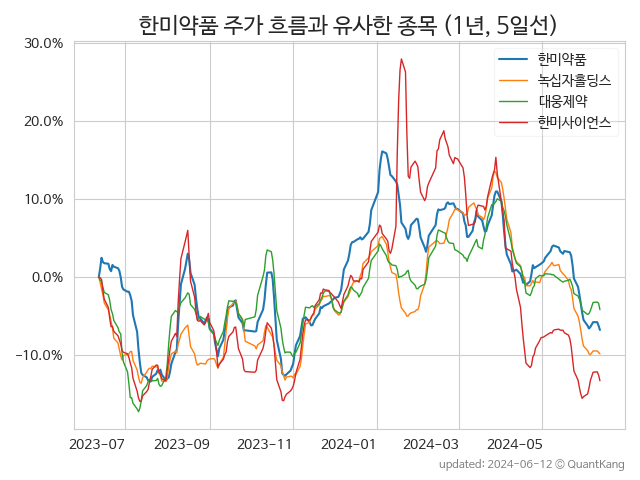 한미약품 주가 흐름과 유사한 종목 (1년, 5일선)
30.0%
20.0%
10.0%
0.0%
−10.0%
한미약품
녹십자홀딩스
대웅제약
한미사이언스
2023-07
2023-09
2023-11
2024-01
2024-03
2024-05
updated: 2024-06-12 © QuantKang